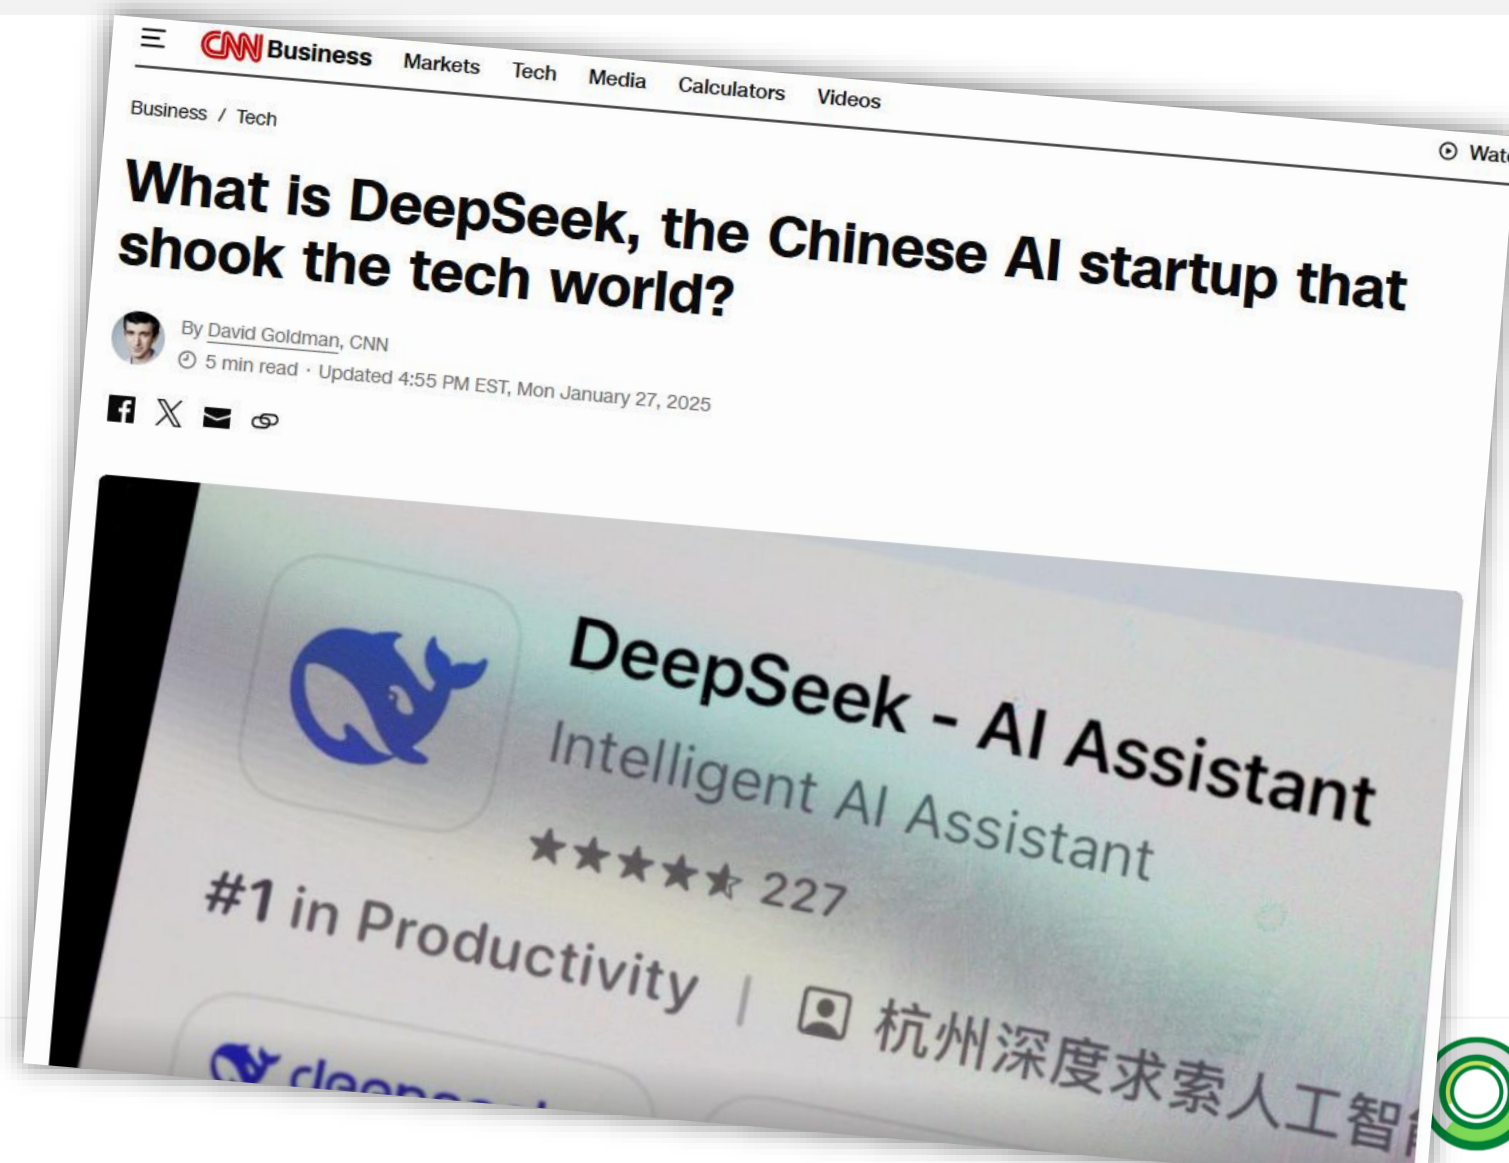 CNN Business Markets Tech Media Calculators Videos
Business / Tech
What is DeepSeek, the Chinese AI startup that
shook the tech world?
By David Goldman, CNN
5 min read · Updated 4:55 PM EST, Mon January 27, 2025
DeepSeek - AI Assistant
Intelligent AI Assistant
227
#1 in Productivity | 杭州深度求索人工智